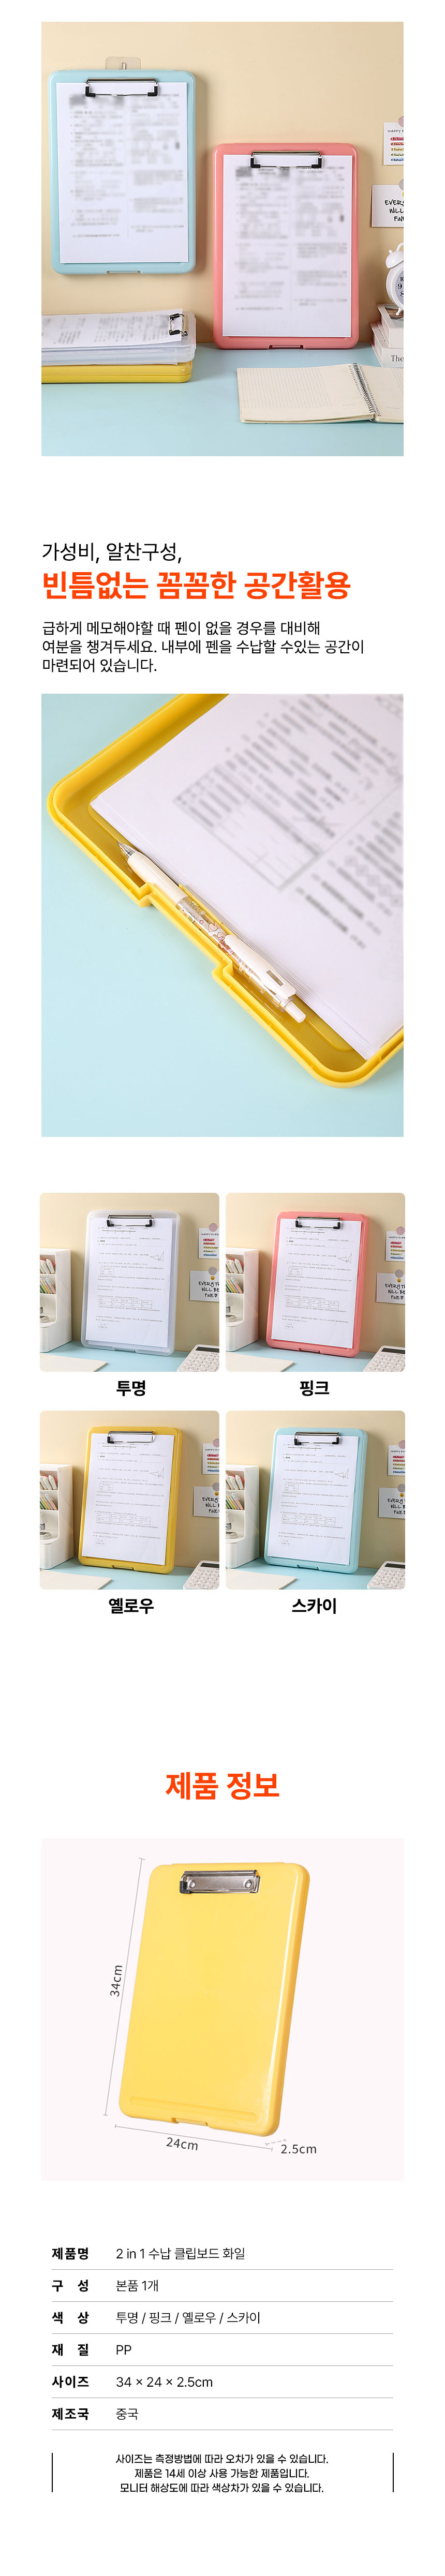 가성비, 알찬구성,
빈틈없는 꼼꼼한 공간활용
급하게 메모해야할 때 펜이 없을 경우를 대비해
여분을 챙겨두세요. 내부에 펜을 수납할 수있는 공간이
마련되어 있습니다.
투명
핑크
옐로우
스카이
제품 정보
34cm
24cm
2.5cm
제품명 2 in 1 수납 클립보드 화일
구 성 본품 1개
색 상 투명 / 핑크 / 옐로우 / 스카이
재 질 PP
사이즈 34 × 24 × 2.5cm
제조국 중국
사이즈는 측정방법에 따라 오차가 있을 수 있습니다.
제품은 14세 이상 사용 가능한 제품입니다.
모니터 해상도에 따라 색상차가 있을 수 있습니다.